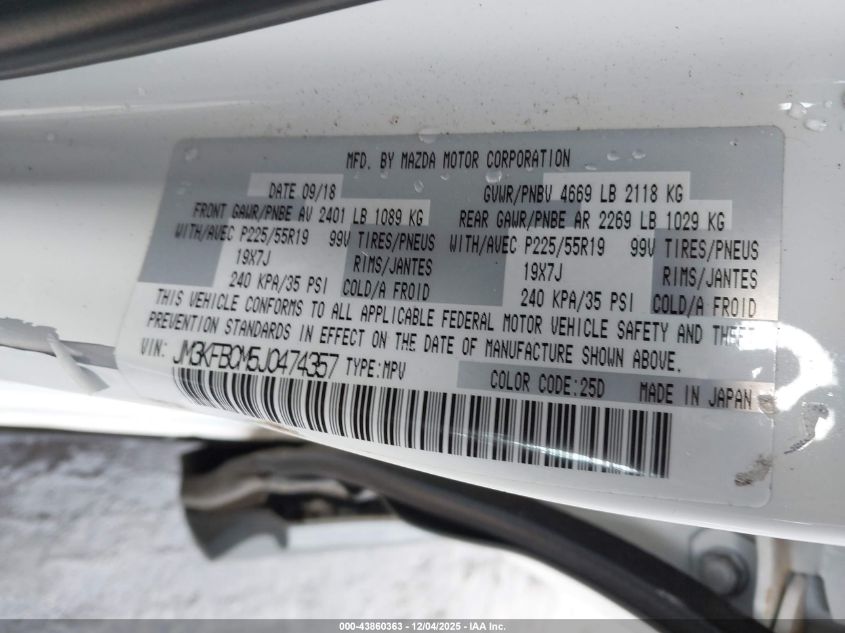 MFD. BY MAZDA MOTOR CORPORATION
DATE 09/18 GVWR/PNBV 4669 LB 2118 KG
FRONT GAWR/PNBE AV 2401 LB 1089 KG REAR GAWR/PNBE AR 2269 LB 1029 KG
WITH/AVEC P225/55R19 99V TIRES/PNEUS WITH/AVEC P225/55R19 99V TIRES/PNEUS
19X7J RIMS/JANTES 19X7J RIMS/JANTES
240 KPA/35 PSI COLD/A FROID 240 KPA/35 PSI COLD/A FROID
THIS VEHICLE CONFORMS TO ALL APPLICABLE FEDERAL MOTOR VEHICLE SAFETY AND THEFT
PREVENTION STANDARDS IN EFFECT ON THE DATE OF MANUFACTURE SHOWN ABOVE.
VIN: JM3KFBCM5J0474357 TYPE:MPV
COLOR CODE:25D MADE IN JAPAN
000-43860363 - 12/04/2025 - IAA Inc.